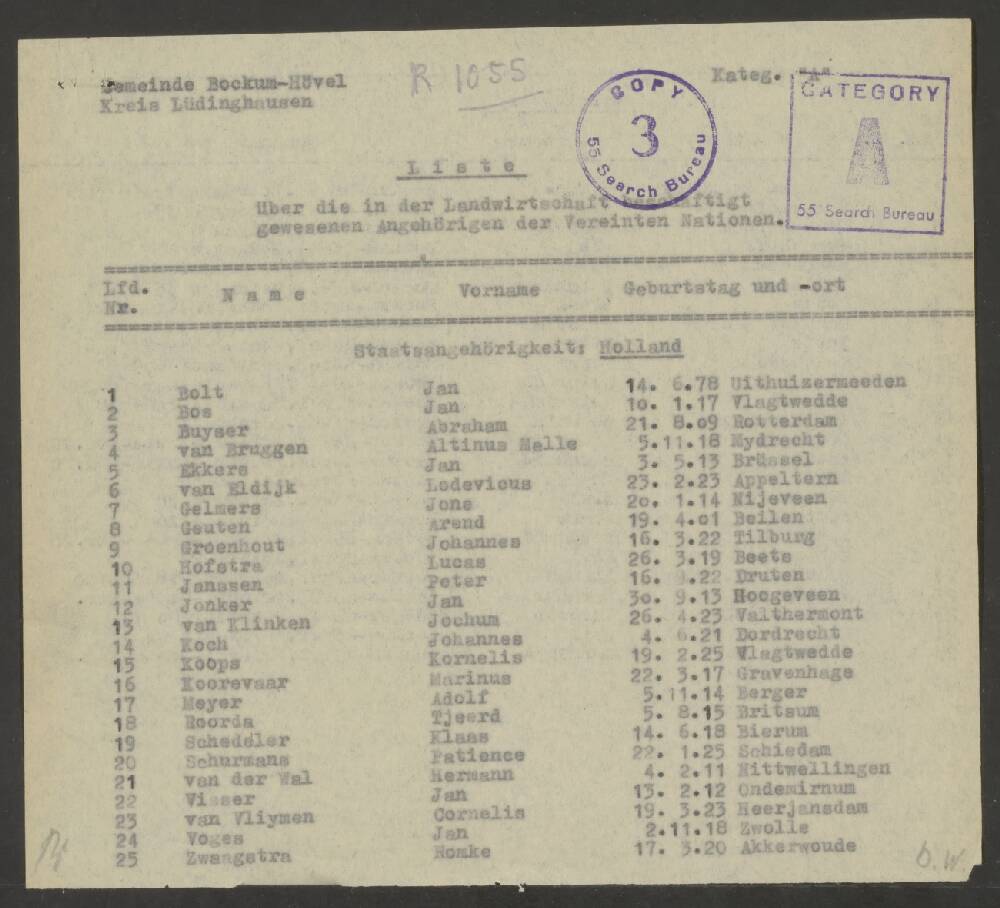 Gemeinde Bockum-Hövel
R 1055
Kateg. "A"
Kreis Lüdinghausen
COPY
3
55 Search Bureau
CATEGORY
A
55 Search Bureau
Liste
über die in der Landwirtschaft beschäftigt
gewesenen Angehörigen der Vereinten Nationen.
Lfd. Nr. Name Vorname Geburtstag und -ort
Staatsangehörigkeit: Holland
1 Bolt Jan 14. 6.78 Uithuizermeeden
2 Bos Jan 10. 1.17 Vlagtwedde
3 Buyser Abraham 21. 8.09 Rotterdam
4 van Bruggen Altinus Melle 5.11.18 Mydrecht
5 Ekkers Jan 3. 5.13 Brüssel
6 van Eldijk Lodevicus 23. 2.23 Appeltern
7 Gelmers Jone 20. 1.14 Nijeveen
8 Geuten Arend 19. 4.01 Beilen
9 Groenhout Johannes 16. 3.22 Tilburg
10 Hofstra Lucas 26. 3.19 Beets
11 Janssen Peter 16. .22 Druten
12 Jonker Jan 30. 9.13 Hoogeveen
13 van Klinken Jochum 26. 4.23 Valthermont
14 Koch Johannes 4. 6.21 Dordrecht
15 Koops Kornelis 19. 2.25 Vlagtwedde
16 Koorevaar Marinus 22. 3.17 Gravenhage
17 Meyer Adolf 5.11.14 Berger
18 Roorda Tjeerd 5. 8.15 Britsum
19 Scheddler Klaas 14. 6.18 Bierum
20 Schurmans Patience 22. 1.25 Schiedam
21 van der Wal Hermann 4. 2.11 Mittwellingen
22 Visser Jan 13. 2.12 Ondemirnum
23 van Vliymen Cornelis 19. 3.23 Heerjansdam
24 Voges Jan 2.11.18 Zwolle
25 Zwaagstra Romke 17. 3.20 Akkerwoude
D.W.